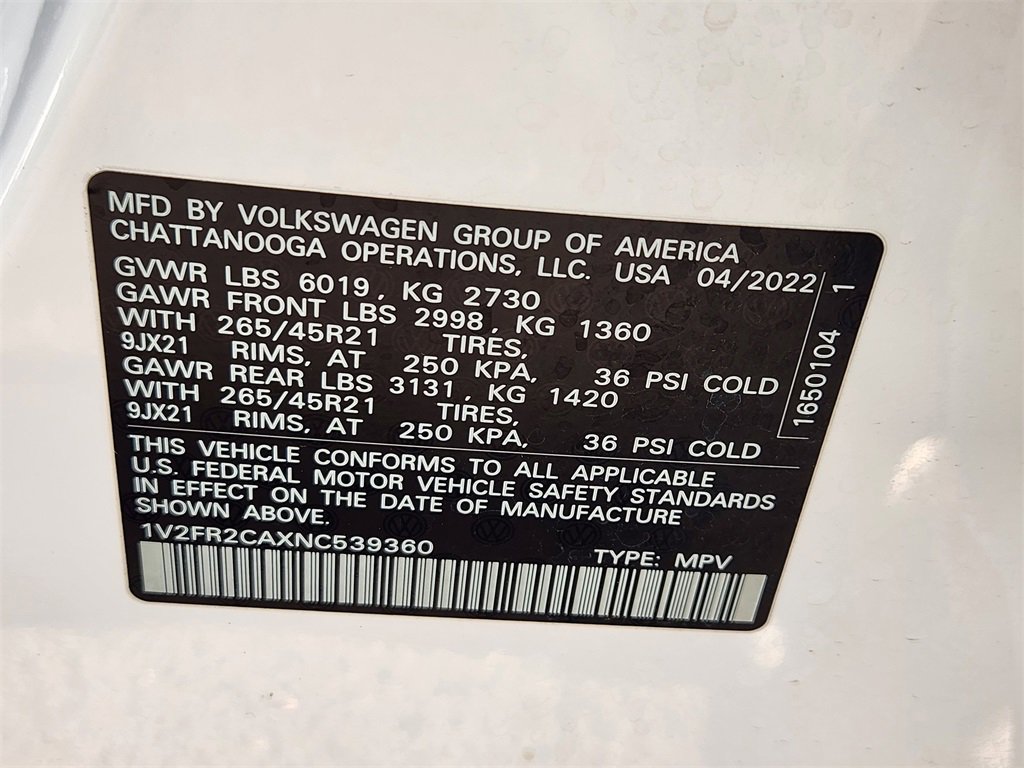 MFD BY VOLKSWAGEN GROUP OF AMERICA
CHATTANOOGA OPERATIONS, LLC. USA 04/2022
GVWR LBS 6019, KG 2730
GAWR FRONT LBS 2998, KG 1360
WITH 265/45R21 TIRES,
9JX21 RIMS, AT 250 KPA, 36 PSI COLD
GAWR REAR LBS 3131, KG 1420
WITH 265/45R21 TIRES,
9JX21 RIMS, AT 250 KPA, 36 PSI COLD
THIS VEHICLE CONFORMS TO ALL APPLICABLE
U.S. FEDERAL MOTOR VEHICLE SAFETY STANDARDS
IN EFFECT ON THE DATE OF MANUFACTURE
SHOWN ABOVE.
1V2FR2CAXNC539360 TYPE: MPV
1650104
1